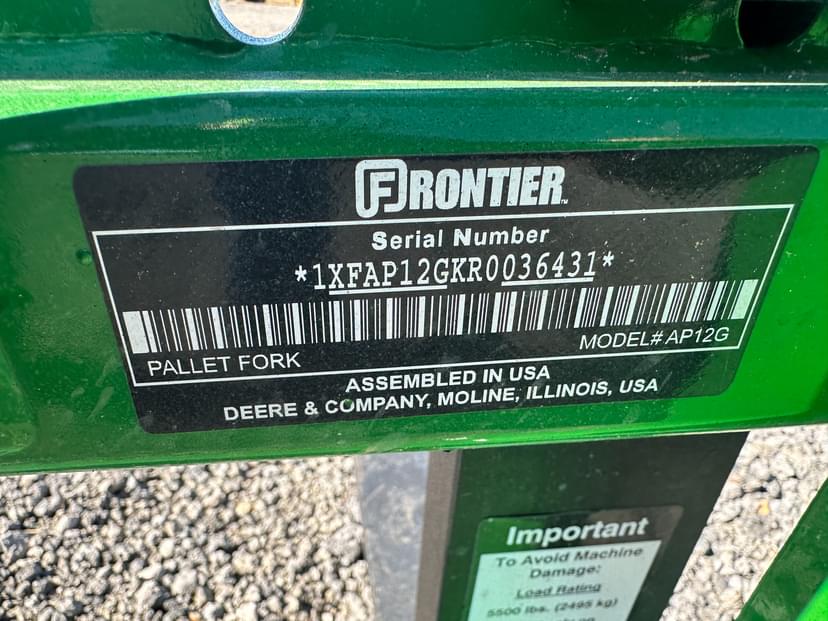 FRONTIER™
Serial Number
*1XFAP12GKR0036431*
PALLET FORK
MODEL# AP12G
ASSEMBLED IN USA
DEERE & COMPANY, MOLINE, ILLINOIS, USA
Important
To Avoid Machine
Damage:
Load Rating
5500 lbs. (2495 kg)